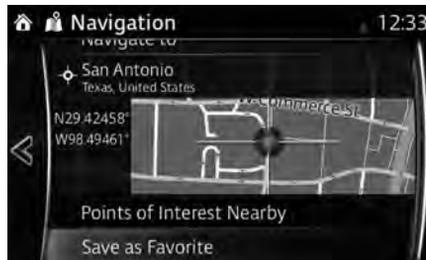 Navigation 12:33
Navigate to
San Antonio
Texas, United States
W.Commerce St
N29.42458°
W98.49461°
Points of Interest Nearby
Save as Favorite